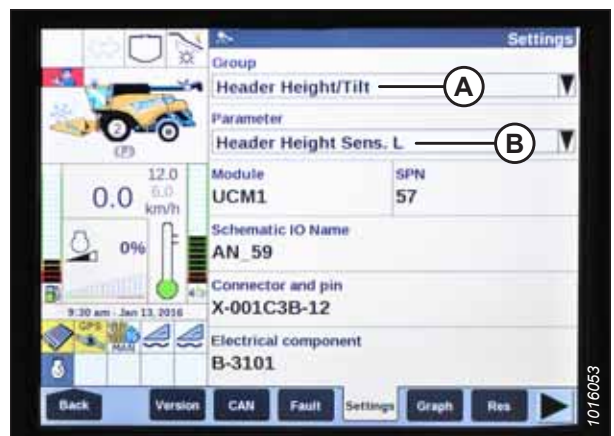 Settings
Group
Header Height/Tilt
A
Parameter
Header Height Sens. L
B
Module
SPN
UCM1
57
Schematic IO Name
AN_59
Connector and pin
X-001C3B-12
Electrical component
B-3101
2
(P)
12.0
6.0
0.0
km/h
0%
9:30 am - Jan 13, 2016
GPS
MAN
Back
Version
CAN
Fault
Settings
Graph
Res
1016053